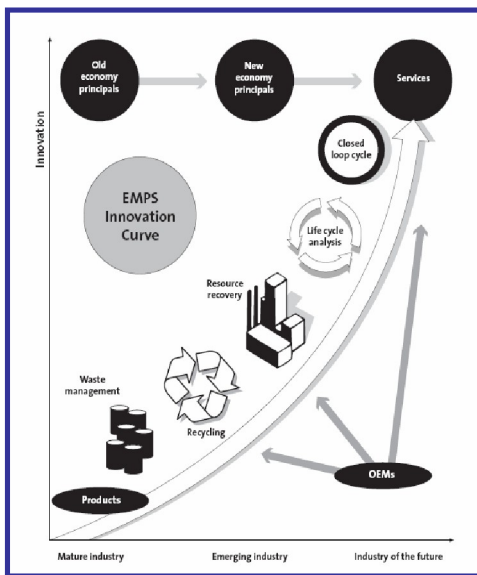 Old
economy
principals
New
economy
principals
Services
Innovation
Closed
loop cycle
EMPS
Innovation
Curve
Life cycle
analysis
Resource
recovery
Waste
management
Recycling
Products
OEMs
Mature industry
Emerging industry
Industry of the future